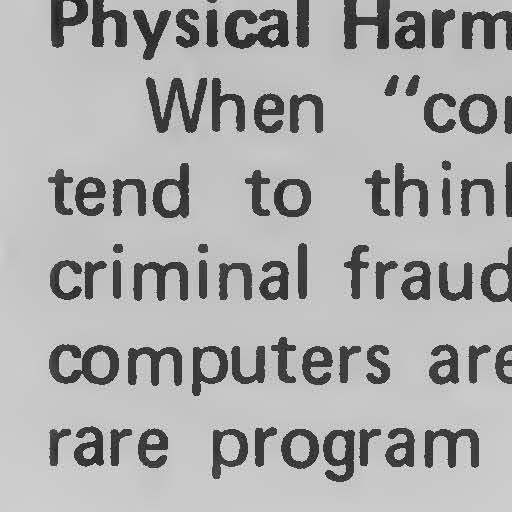 Physical Harm
When "co
tend to thin
criminal fraud
computers are
rare program